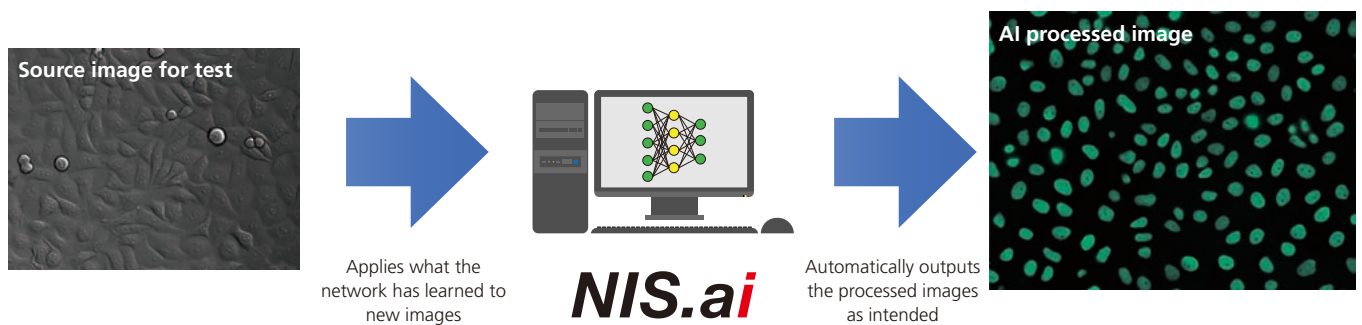 Source image for test
Applies what the
network has learned to
new images
NIS.ai
Automatically outputs
the processed images
as intended
AI processed image